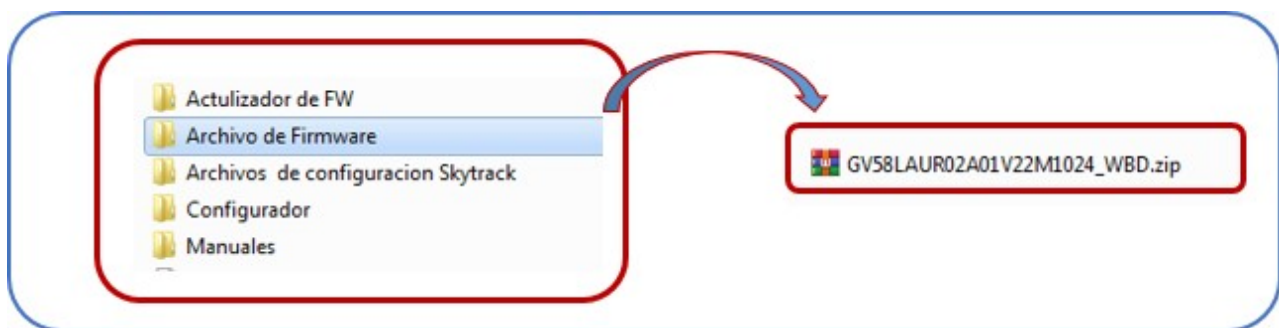 Actulizador de FW
Archivo de Firmware
Archivos de configuracion Skytrack
Configurador
Manuales
GV58LAUR02A01V22M1024_WBD.zip